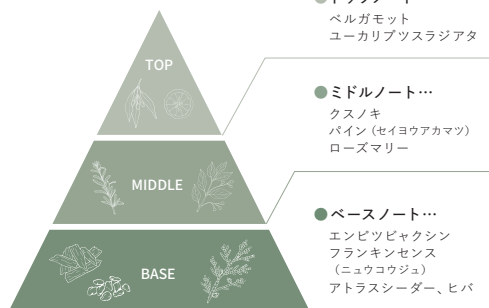 TOP
ベルガモット
ユーカリプツスラジアタ
MIDDLE
●ミドルノート…
クスノキ
パイン（セイヨウアカマツ）
ローズマリー
BASE
●ベースノート…
エンピツビャクシン
フランキンセンス
（ニュウコウジュ）
アトラスシーダー、ヒバ